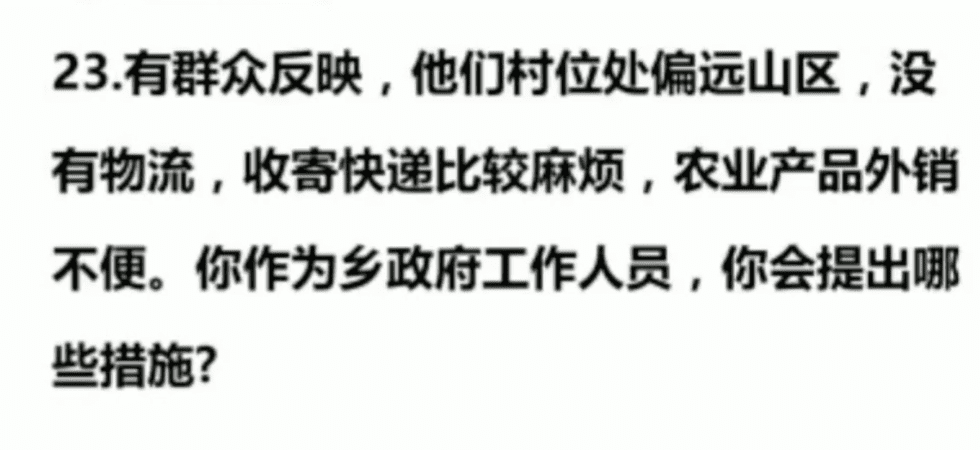 23.有群众反映，他们村位处偏远山区，没
有物流，收寄快递比较麻烦，农业产品外销
不便。你作为乡政府工作人员，你会提出哪
些措施?